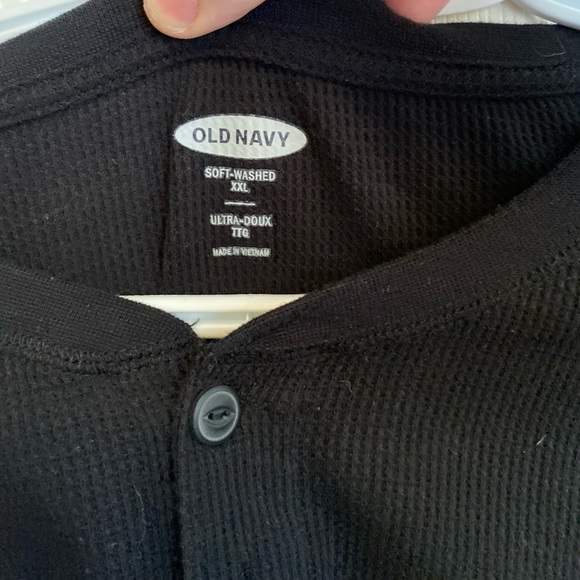 OLD NAVY
SOFT-WASHED
XXL
ULTRA-DOUX
TTG
MADE IN VIETNAM